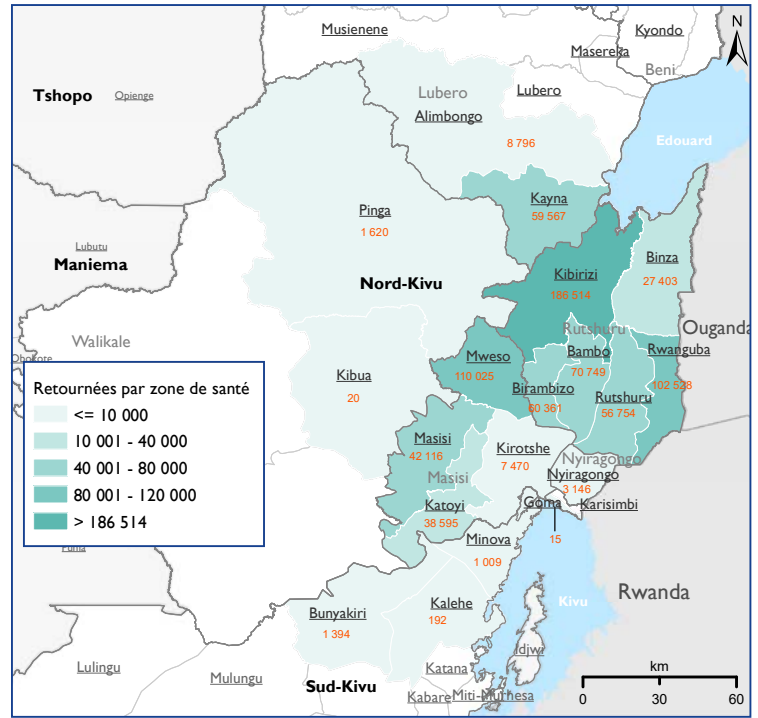 Musienene
Kyondo
N
Masereka
Beni
Tshopo
Opienge
Lubero
Lubero
Alimbongo
8 796
Edouard
Kayna
59 567
Pinga
1 620
Lubutu
Maniema
Binza
27 403
Kibirizi
186 514
Nord-Kivu
Walikale
Rutshuru
Ouganda
Mweso
110 025
Bambo
70 749
Rwanguba
102 528
Kibua
20
Birambizo
60 361
Rutshuru
56 754
Retournées par zone de santé
<= 10 000
10 001 - 40 000
40 001 - 80 000
80 001 - 120 000
> 186 514
Masisi
42 116
Kirotshe
7 470
Nyiragongo
Masisi
Nyiragongo
3 146
Katoyi
38 595
Goma
Karisimbi
15
Minova
1 009
Punia
Rwanda
Kivu
Bunyakiri
1 394
Kalehe
192
Idjwi
Lulingu
Mulungu
Katana
km
Sud-Kivu
Kabare
Miti-Murhesa
0 30 60